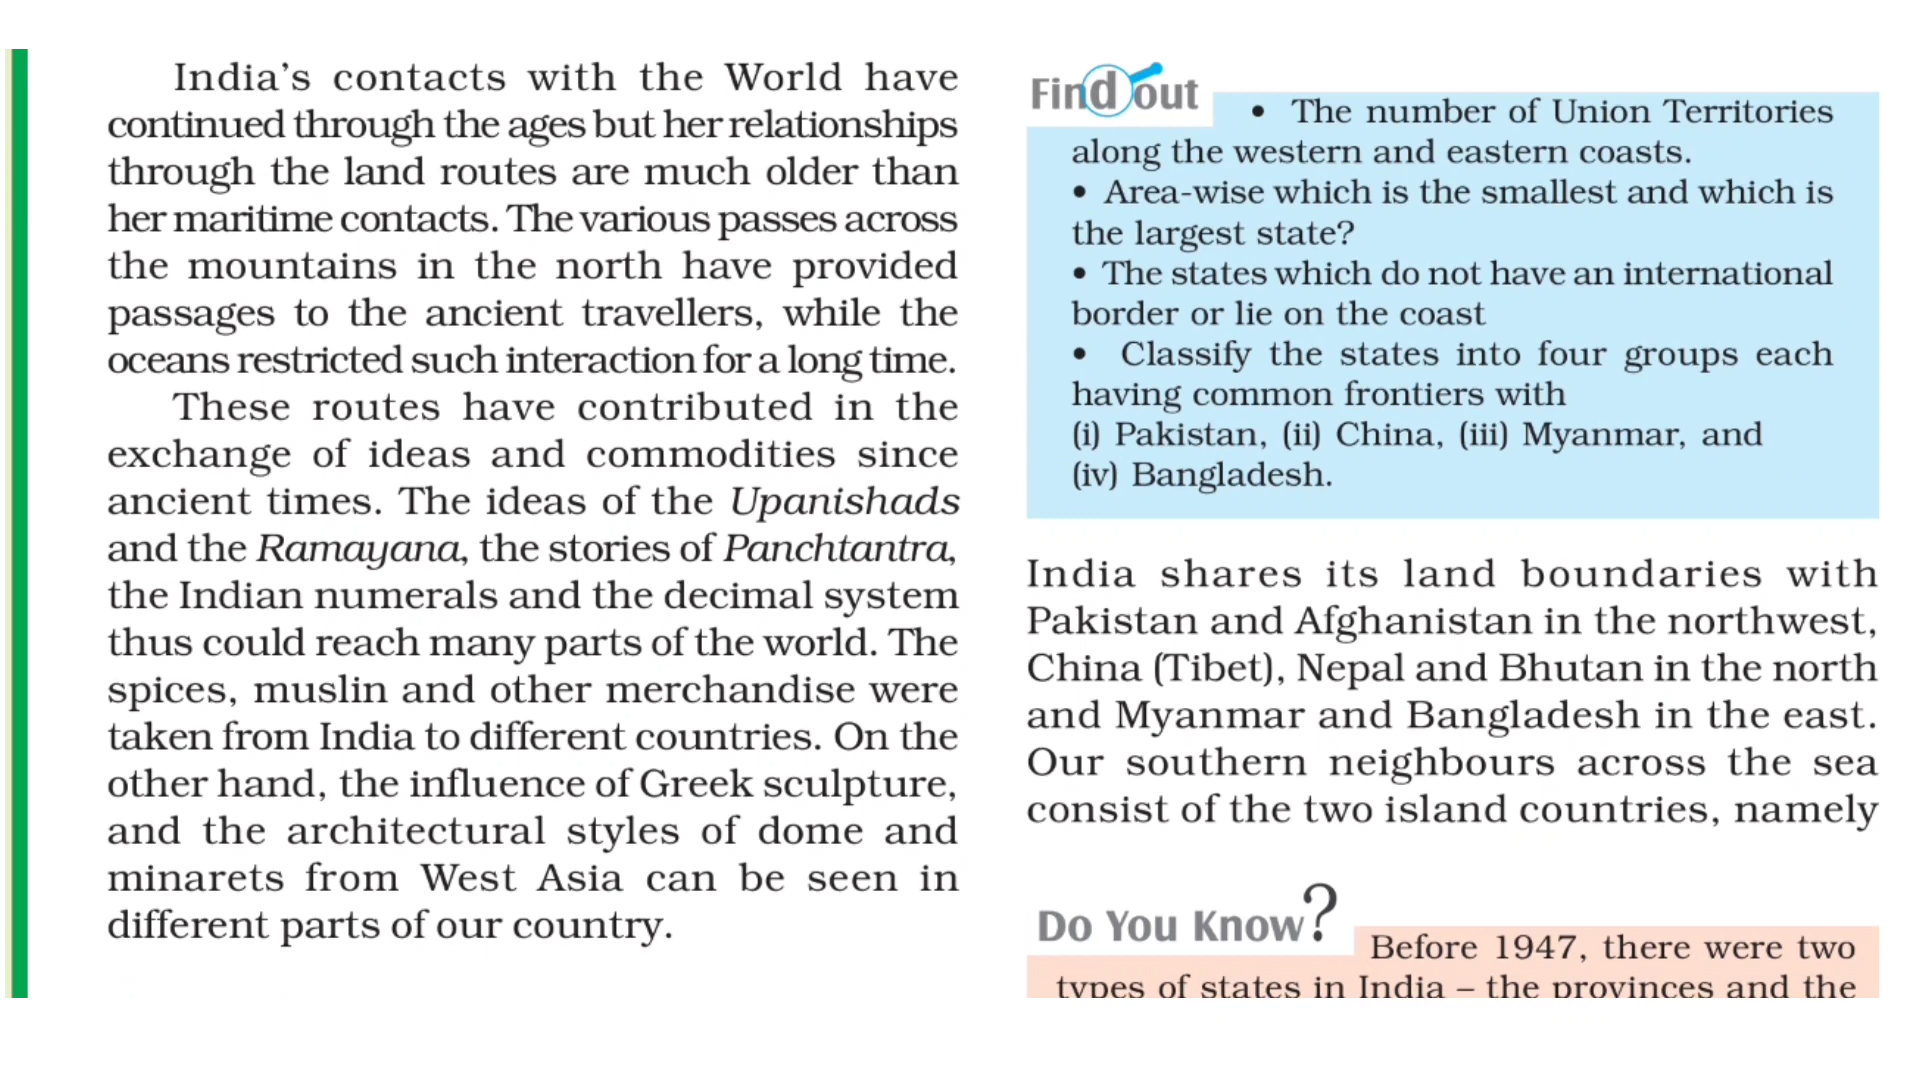 India's contacts with the World have
continued through the ages but her relationships
through the land routes are much older than
her maritime contacts. The various passes across
the mountains in the north have provided
passages to the ancient travellers, while the
oceans restricted such interaction for a long time.
These routes have contributed in the
exchange of ideas and commodities since
ancient times. The ideas of the Upanishads
and the Ramayana, the stories of Panchtantra,
the Indian numerals and the decimal system
thus could reach many parts of the world. The
spices, muslin and other merchandise were
taken from India to different countries. On the
other hand, the influence of Greek sculpture,
and the architectural styles of dome and
minarets from West Asia can be seen in
different parts of our country.
Find out
• The number of Union Territories
along the western and eastern coasts.
• Area-wise which is the smallest and which is
the largest state?
• The states which do not have an international
border or lie on the coast
• Classify the states into four groups each
having common frontiers with
(i) Pakistan, (ii) China, (iii) Myanmar, and
(iv) Bangladesh.
India shares its land boundaries with
Pakistan and Afghanistan in the northwest,
China (Tibet), Nepal and Bhutan in the north
and Myanmar and Bangladesh in the east.
Our southern neighbours across the sea
consist of the two island countries, namely
Do You Know?
Before 1947, there were two
types of states in India – the provinces and the